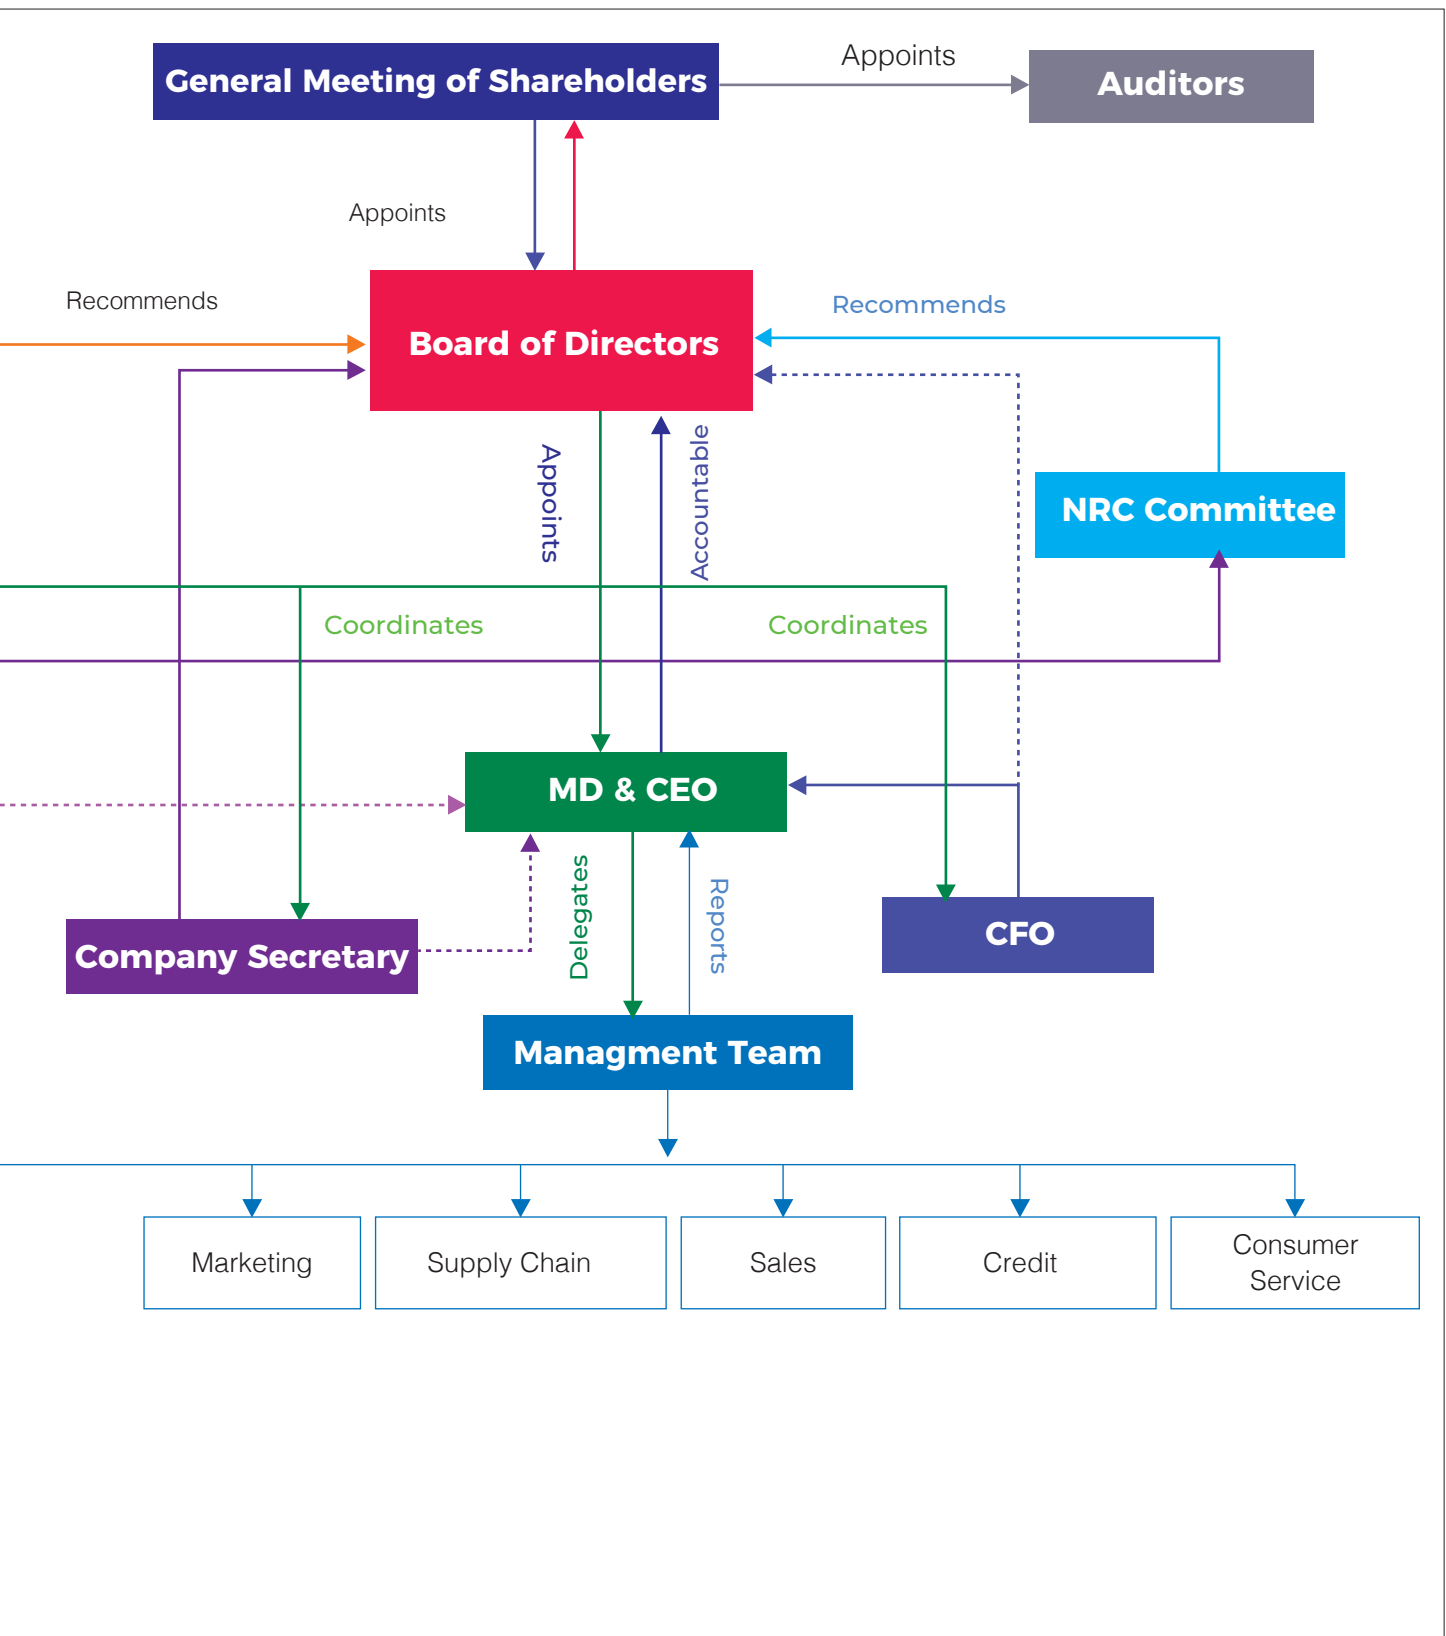 General Meeting of Shareholders
Appoints
Auditors
Appoints
Recommends
Board of Directors
Recommends
Appoints
Accountable
NRC Committee
Coordinates
Coordinates
MD & CEO
Delegates
Reports
Company Secretary
CFO
Managment Team
Marketing
Supply Chain
Sales
Credit
Consumer
Service